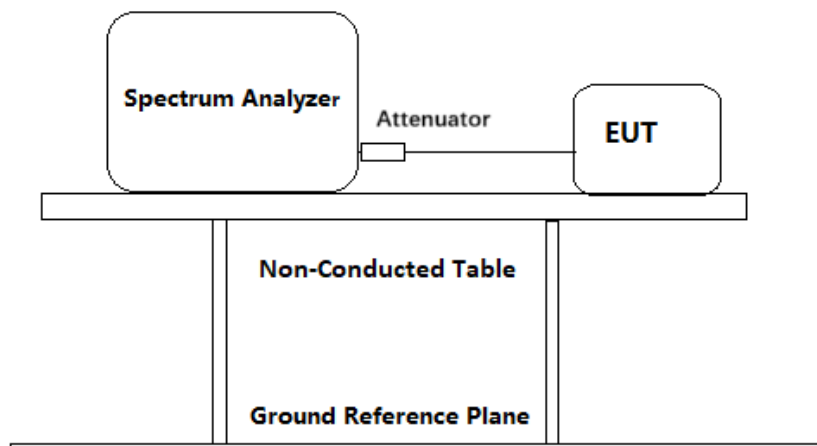 Spectrum Analyzer
Attenuator
EUT
Non-Conducted Table
Ground Reference Plane